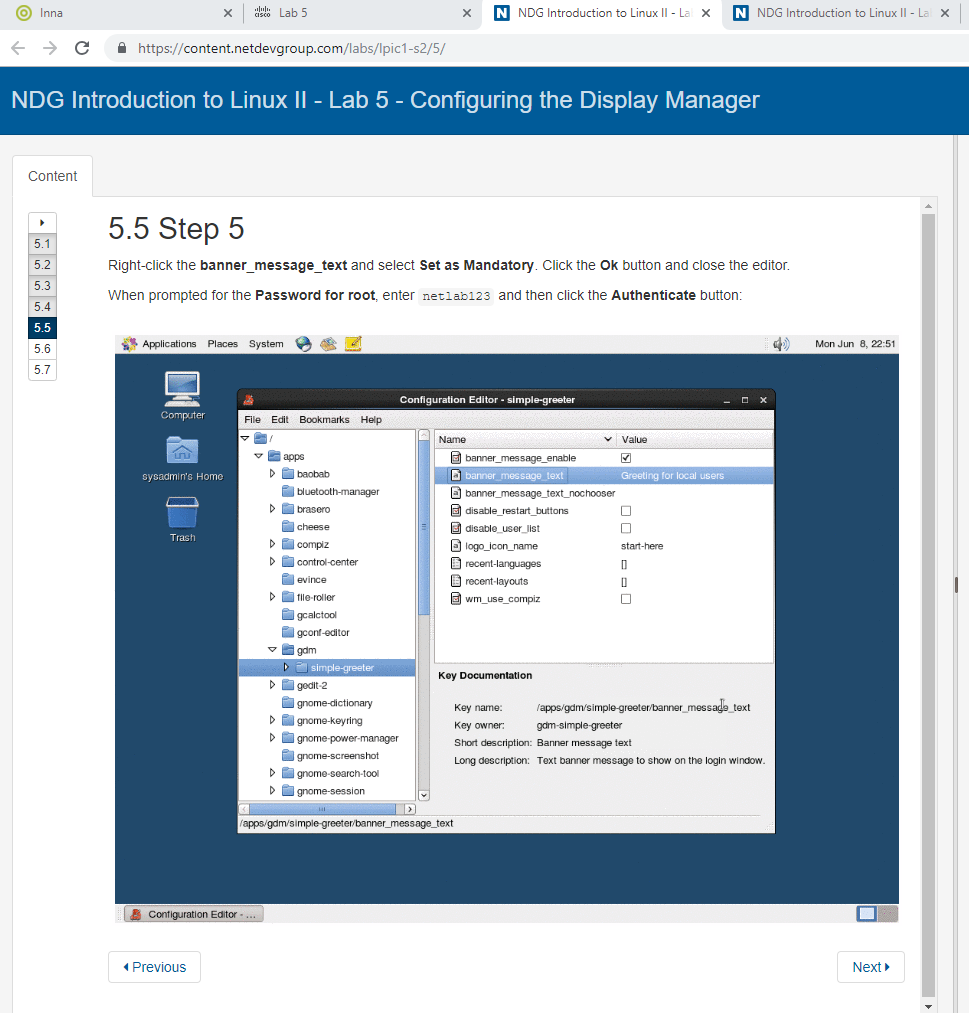 Inna
Lab 5
NDG Introduction to Linux II - La
NDG Introduction to Linux II - La
https://content.netdevgroup.com/labs/lpic1-s2/5/
NDG Introduction to Linux II - Lab 5 - Configuring the Display Manager
Content
5.1
5.2
5.3
5.4
5.5
5.6
5.7
5.5 Step 5
Right-click the banner_message_text and select Set as Mandatory. Click the Ok button and close the editor.
When prompted for the Password for root, enter netlab123 and then click the Authenticate button:
Applications Places System
Mon Jun 8, 22:51
Computer
sysadmin's Home
Trash
Configuration Editor - simple-greeter
File Edit Bookmarks Help
/
apps
baobab
bluetooth-manager
brasero
cheese
compiz
control-center
evince
file-roller
gcalctool
gconf-editor
gdm
simple-greeter
gedit-2
gnome-dictionary
gnome-keyring
gnome-power-manager
gnome-screenshot
gnome-search-tool
gnome-session
Name Value
banner_message_enable
banner_message_text Greeting for local users
banner_message_text_nochooser
disable_restart_buttons
disable_user_list
logo_icon_name start-here
recent-languages []
recent-layouts []
wm_use_compiz
Key Documentation
Key name: /apps/gdm/simple-greeter/banner_message_text
Key owner: gdm-simple-greeter
Short description: Banner message text
Long description: Text banner message to show on the login window.
/apps/gdm/simple-greeter/banner_message_text
Configuration Editor - ...
Previous
Next